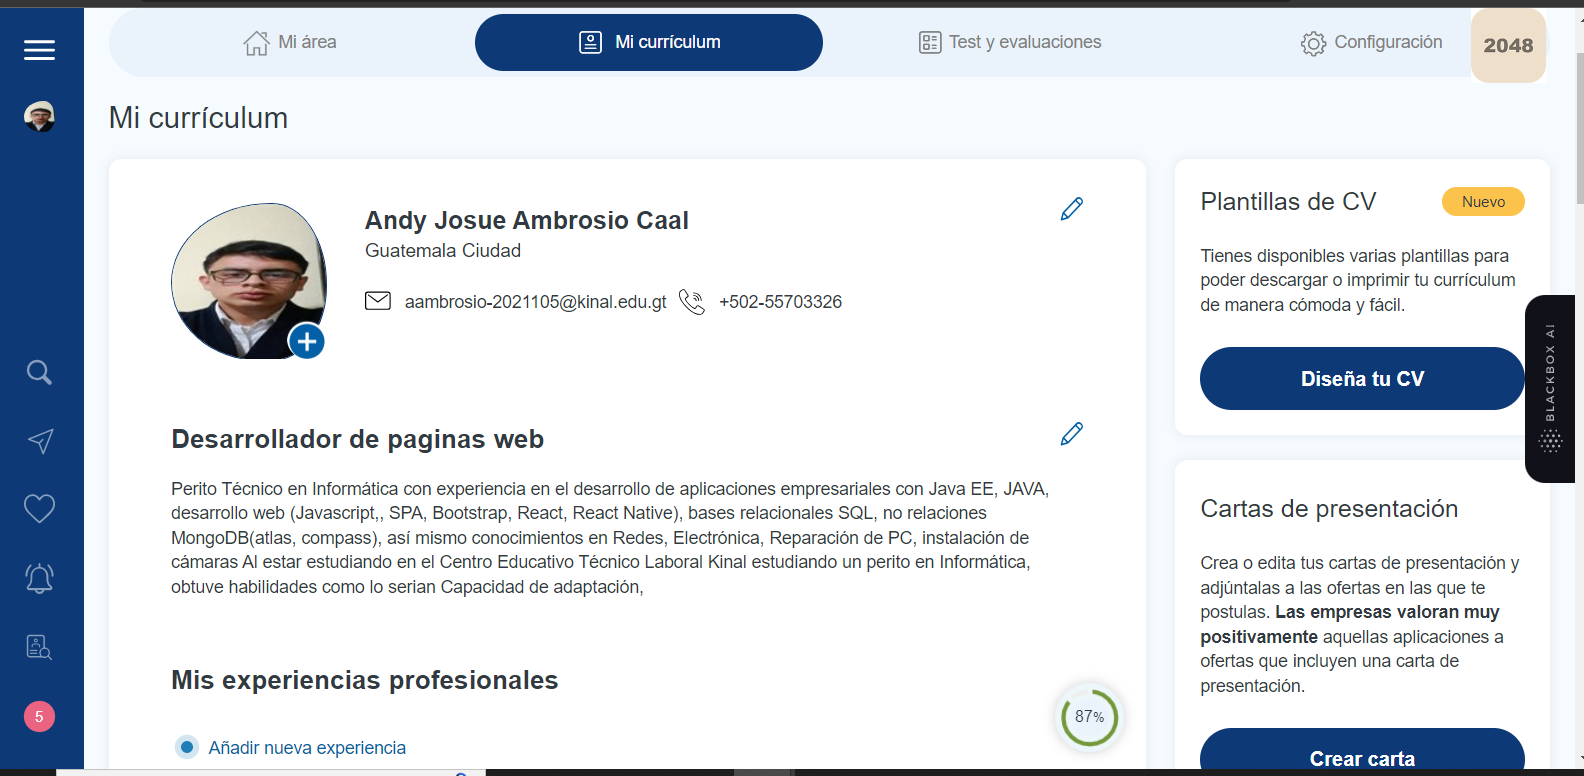 Mi área
Mi currículum
Test y evaluaciones
Configuración
2048
Mi currículum
Andy Josue Ambrosio Caal
Guatemala Ciudad
aambrosio-2021105@kinal.edu.gt
+502-55703326
Desarrollador de paginas web
Perito Técnico en Informática con experiencia en el desarrollo de aplicaciones empresariales con Java EE, JAVA,
desarrollo web (Javascript,, SPA, Bootstrap, React, React Native), bases relacionales SQL, no relaciones
MongoDB(atlas, compass), así mismo conocimientos en Redes, Electrónica, Reparación de PC, instalación de
cámaras Al estar estudiando en el Centro Educativo Técnico Laboral Kinal estudiando un perito en Informática,
obtuve habilidades como lo serian Capacidad de adaptación,
Mis experiencias profesionales
Añadir nueva experiencia
87%
Plantillas de CV
Nuevo
Tienes disponibles varias plantillas para
poder descargar o imprimir tu currículum
de manera cómoda y fácil.
Diseña tu CV
Cartas de presentación
Crea o edita tus cartas de presentación y
adjúntalas a las ofertas en las que te
postulas. Las empresas valoran muy
positivamente aquellas aplicaciones a
ofertas que incluyen una carta de
presentación.
Crear carta
BLACKBOX AI
5